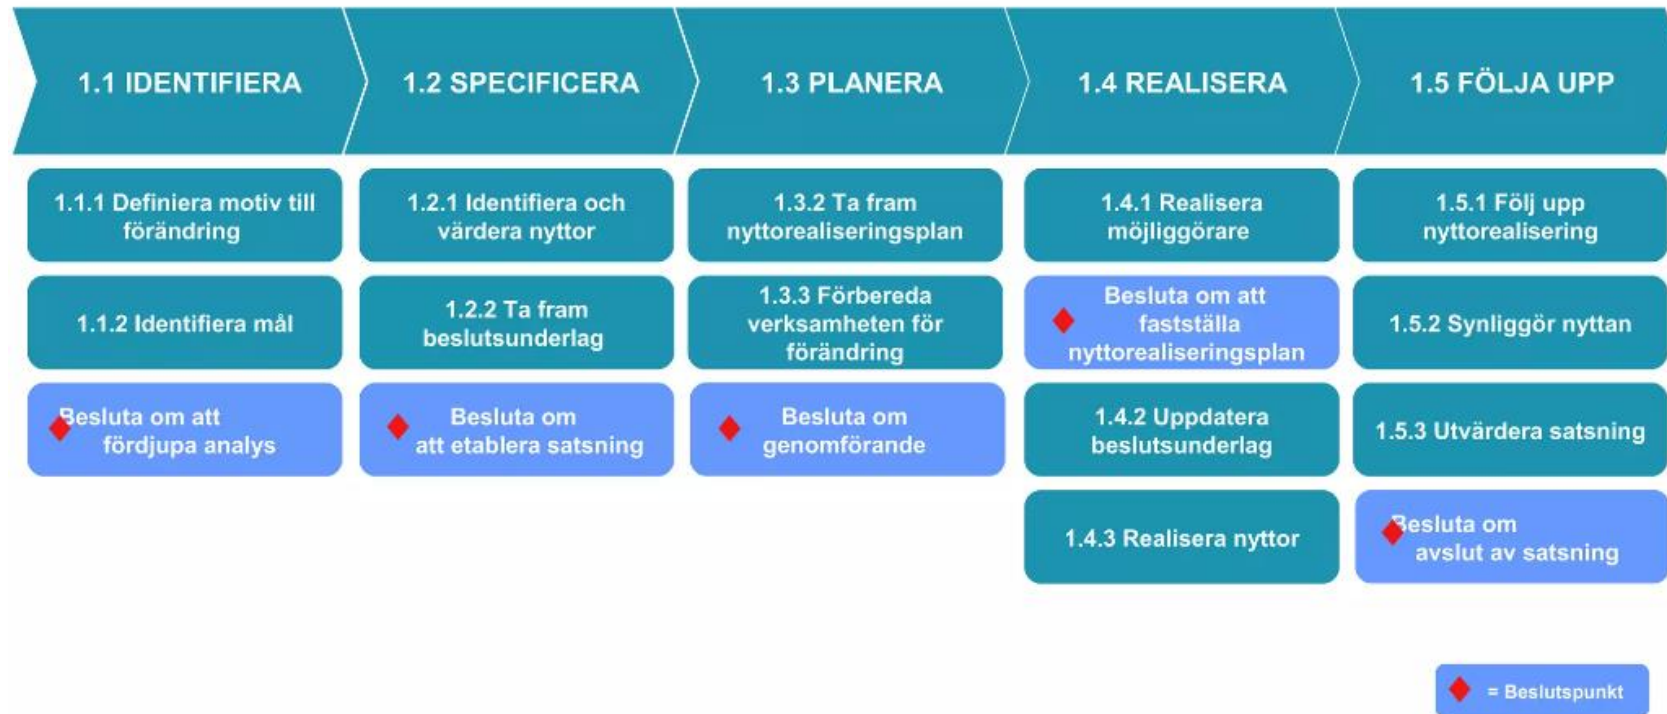 1.1 IDENTIFIERA
1.2 SPECIFICERA
1.3 PLANERA
1.4 REALISERA
1.5 FÖLJA UPP
1.1.1 Definiera motiv till
förändring
1.1.2 Identifiera mål
Besluta om att
fördjupa analys
1.2.1 Identifiera och
värdera nyttor
1.2.2 Ta fram
beslutsunderlag
Besluta om
att etablera satsning
1.3.2 Ta fram
nyttorealiseringsplan
1.3.3 Förbereda
verksamheten för
förändring
Besluta om
genomförande
1.4.1 Realisera
möjliggörare
Besluta om att
fastställa
nyttorealiseringsplan
1.4.2 Uppdatera
beslutsunderlag
1.4.3 Realisera nyttor
1.5.1 Följ upp
nyttorealisering
1.5.2 Synliggör nyttan
1.5.3 Utvärdera satsning
Besluta om
avslut av satsning
= Beslutspunkt